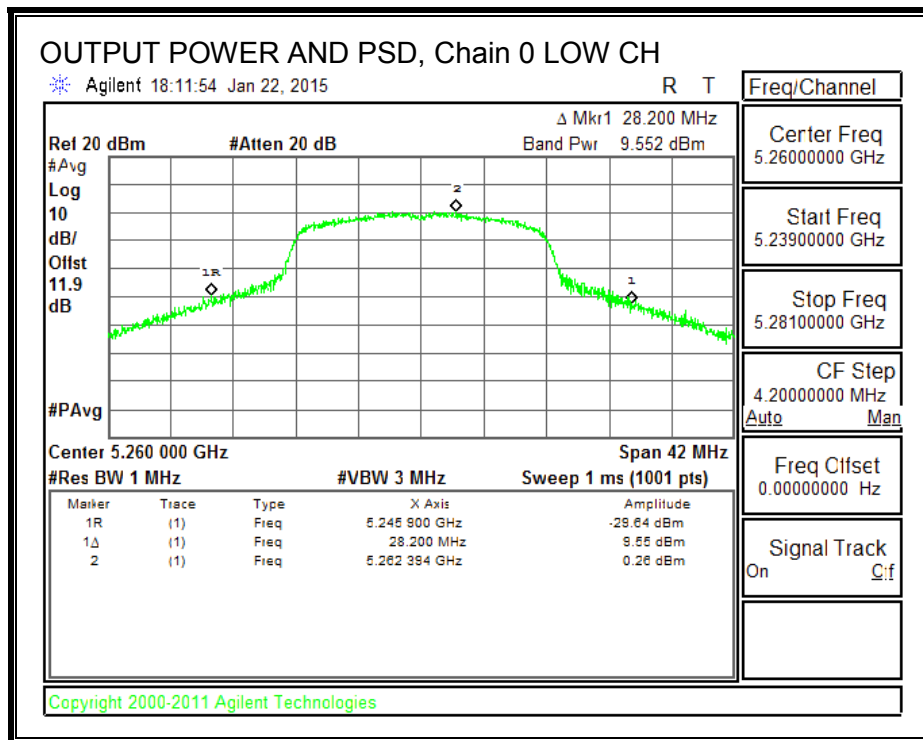 OUTPUT POWER AND PSD, Chain 0 LOW CH
Agilent 18:11:54 Jan 22, 2015 R T
Δ Mkr1 28.200 MHz
Ref 20 dBm #Atten 20 dB Band Pwr 9.552 dBm
#Avg
Log
10
dB/
Offst
11.9
dB
#PAvg
2
1R
1
Center 5.260 000 GHz Span 42 MHz
#Res BW 1 MHz #VBW 3 MHz Sweep 1 ms (1001 pts)
Marker Trace Type X Axis Amplitude
1R (1) Freq 5.245 900 GHz -29.64 dBm
1Δ (1) Freq 28.200 MHz 9.55 dBm
2 (1) Freq 5.262 394 GHz 0.26 dBm
Copyright 2000-2011 Agilent Technologies
Freq/Channel
Center Freq
5.26000000 GHz
Start Freq
5.23900000 GHz
Stop Freq
5.28100000 GHz
CF Step
4.20000000 MHz
Auto Man
Freq Offset
0.00000000 Hz
Signal Track
On Off